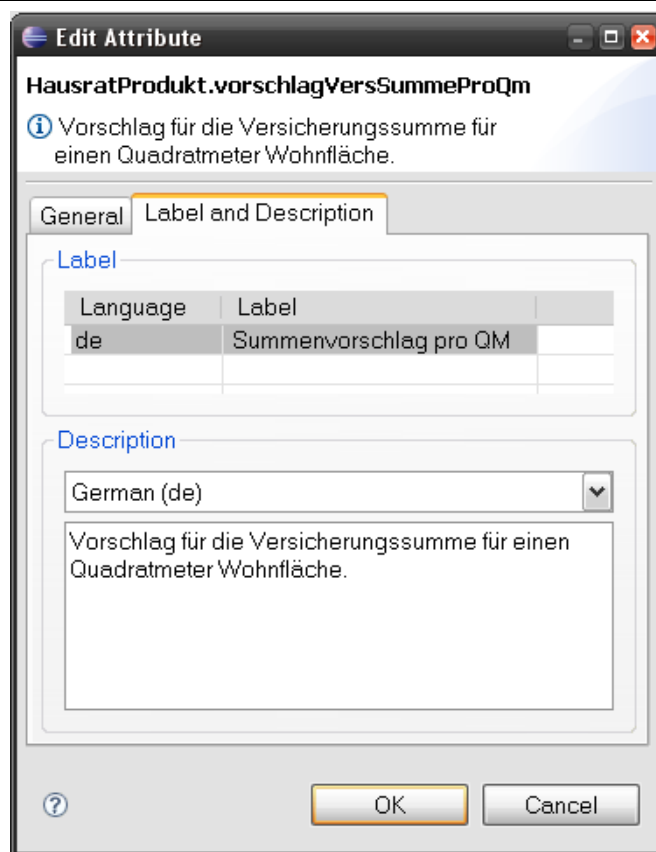 Edit Attribute
HausratProdukt.vorschlagVersSummeProQm
Vorschlag für die Versicherungssumme für
einen Quadratmeter Wohnfläche.
General Label and Description
Label
Language Label
de Summenvorschlag pro QM
Description
German (de)
Vorschlag für die Versicherungssumme für einen
Quadratmeter Wohnfläche.
? OK Cancel